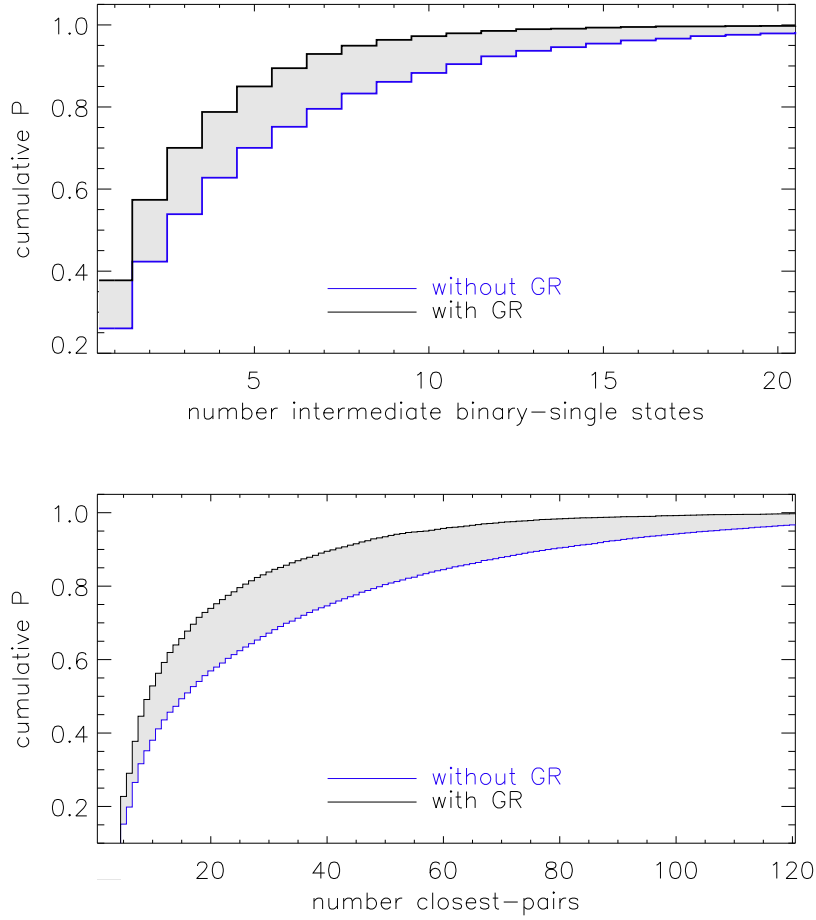 1.0
0.8
0.6
0.4
0.2
cumulative P
without GR
with GR
5 10 15 20
number intermediate binary-single states
1.0
0.8
0.6
0.4
0.2
cumulative P
without GR
with GR
20 40 60 80 100 120
number closest-pairs